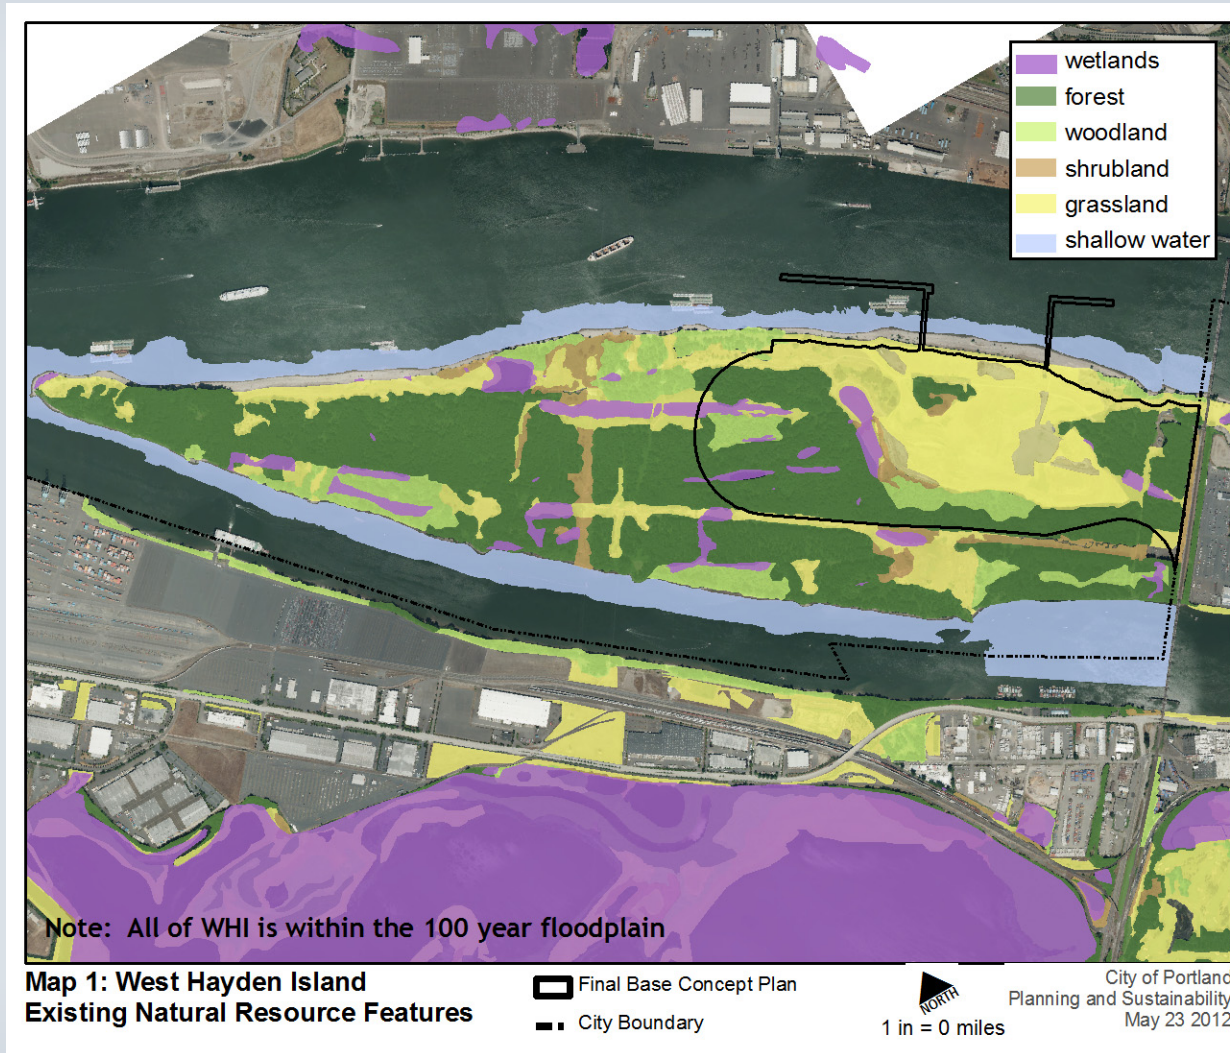 wetlands
forest
woodland
shrubland
grassland
shallow water
Note: All of WHI is within the 100 year floodplain
Map 1: West Hayden Island
Existing Natural Resource Features
Final Base Concept Plan
City Boundary
NORTH
1 in = 0 miles
City of Portland
Planning and Sustainability
May 23 2012